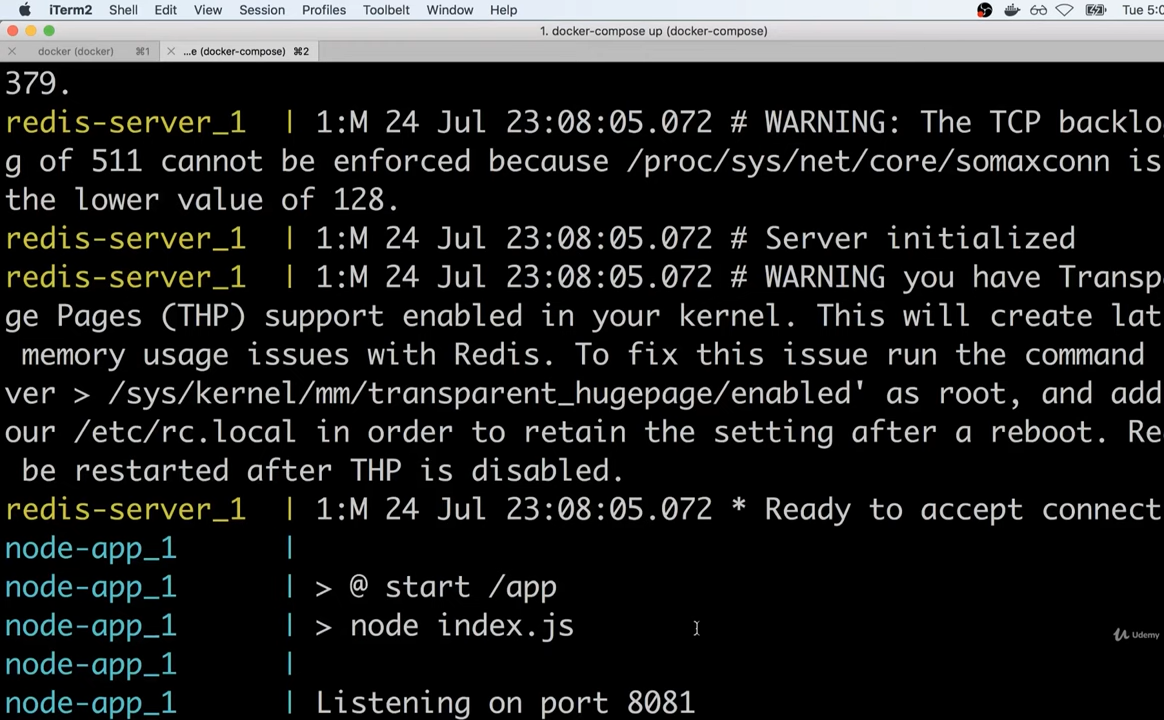 iTerm2 Shell Edit View Session Profiles Toolbelt Window Help Tue 5:0
1. docker-compose up (docker-compose)
docker (docker) ⌘1 ...e (docker-compose) ⌘2
379.
redis-server_1 | 1:M 24 Jul 23:08:05.072 # WARNING: The TCP backlo
g of 511 cannot be enforced because /proc/sys/net/core/somaxconn is
the lower value of 128.
redis-server_1 | 1:M 24 Jul 23:08:05.072 # Server initialized
redis-server_1 | 1:M 24 Jul 23:08:05.072 # WARNING you have Transp
ge Pages (THP) support enabled in your kernel. This will create lat
memory usage issues with Redis. To fix this issue run the command
ver > /sys/kernel/mm/transparent_hugepage/enabled' as root, and add
our /etc/rc.local in order to retain the setting after a reboot. Re
be restarted after THP is disabled.
redis-server_1 | 1:M 24 Jul 23:08:05.072 * Ready to accept connect
node-app_1 |
node-app_1 | > @ start /app
node-app_1 | > node index.js
Udemy
node-app_1 |
node-app_1 | Listening on port 8081